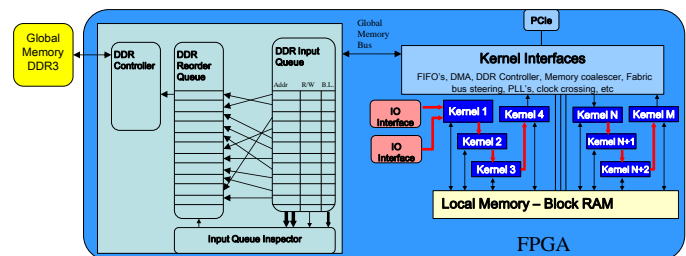 Global
Memory
DDR3
DDR
Controller
DDR
Reorder
Queue
DDR Input
Queue
Addr R/W B.L.
Input Queue Inspector
Global
Memory
Bus
PCIe
Kernel Interfaces
FIFO's, DMA, DDR Controller, Memory coalescer, Fabric
bus steering, PLL's, clock crossing, etc
IO
Interface
IO
Interface
Kernel 1
Kernel 2
Kernel 3
Kernel 4
Kernel N
Kernel N+1
Kernel N+2
Kernel M
Local Memory – Block RAM
FPGA